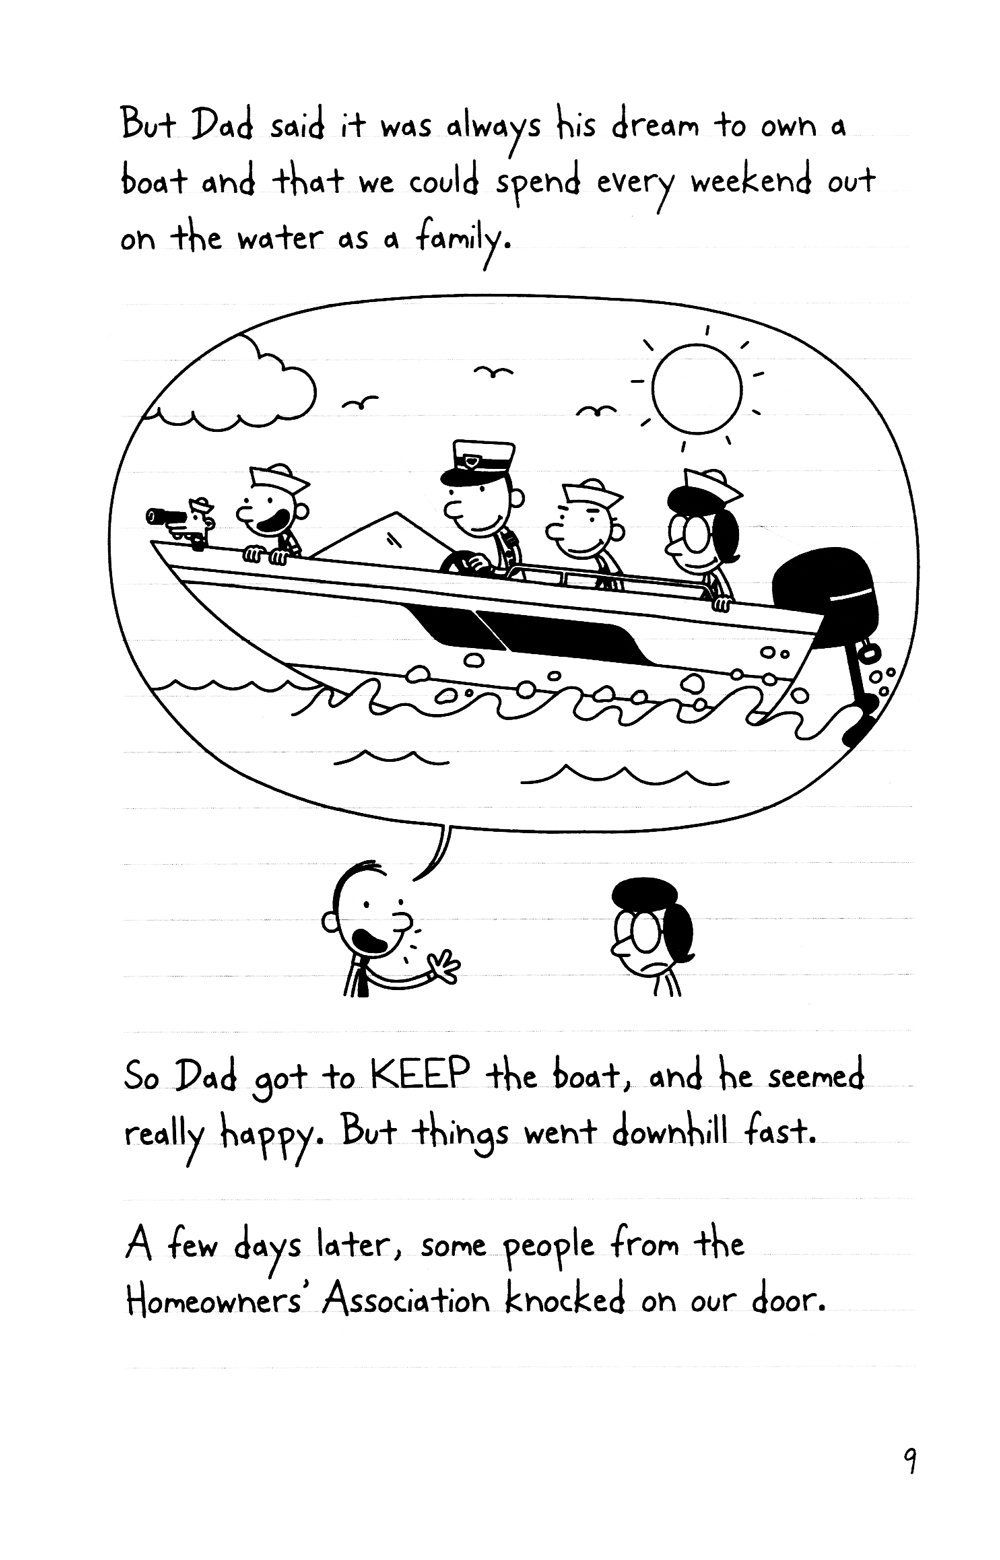 But Dad said it was always his dream to own a
boat and that we could spend every weekend out
on the water as a family.
So Dad got to KEEP the boat, and he seemed
really happy. But things went downhill fast.
A few days later, some people from the
Homeowners' Association knocked on our door.
9